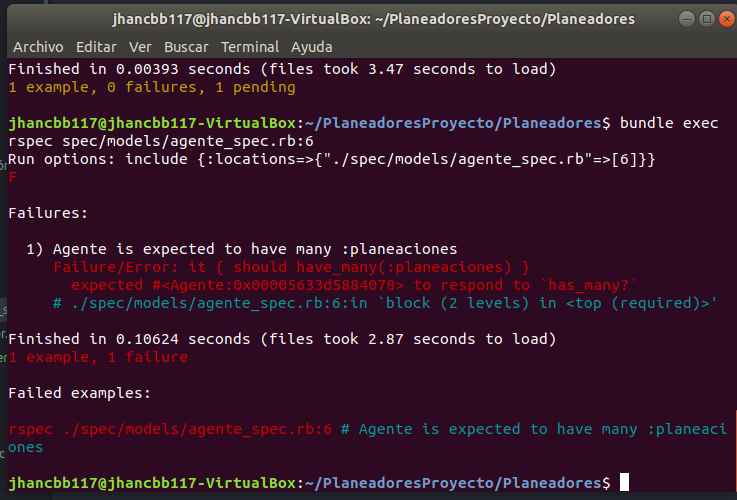 jhancbb117@jhancbb117-VirtualBox: ~/PlaneadoresProyecto/Planeadores
Archivo Editar Ver Buscar Terminal Ayuda
Finished in 0.00393 seconds (files took 3.47 seconds to load)
1 example, 0 failures, 1 pending
jhancbb117@jhancbb117-VirtualBox:~/PlaneadoresProyecto/Planeadores$ bundle exec
rspec spec/models/agente_spec.rb:6
Run options: include {:locations=>{"./spec/models/agente_spec.rb"=>[6]}}
F
Failures:
1) Agente is expected to have many :planeaciones
Failure/Error: it { should have_many(:planeaciones) }
expected #<Agente:0x00005633d5884078> to respond to `has_many?`
# ./spec/models/agente_spec.rb:6:in `block (2 levels) in <top (required)>'
Finished in 0.10624 seconds (files took 2.87 seconds to load)
1 example, 1 failure
Failed examples:
rspec ./spec/models/agente_spec.rb:6 # Agente is expected to have many :planeaci
ones
jhancbb117@jhancbb117-VirtualBox:~/PlaneadoresProyecto/Planeadores$